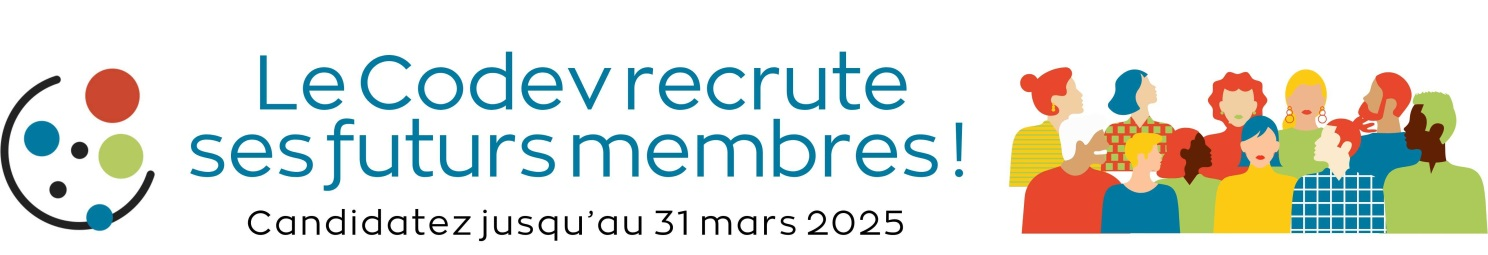 Le Codev recrute
ses futurs membres !
Candidatez jusqu'au 31 mars 2025